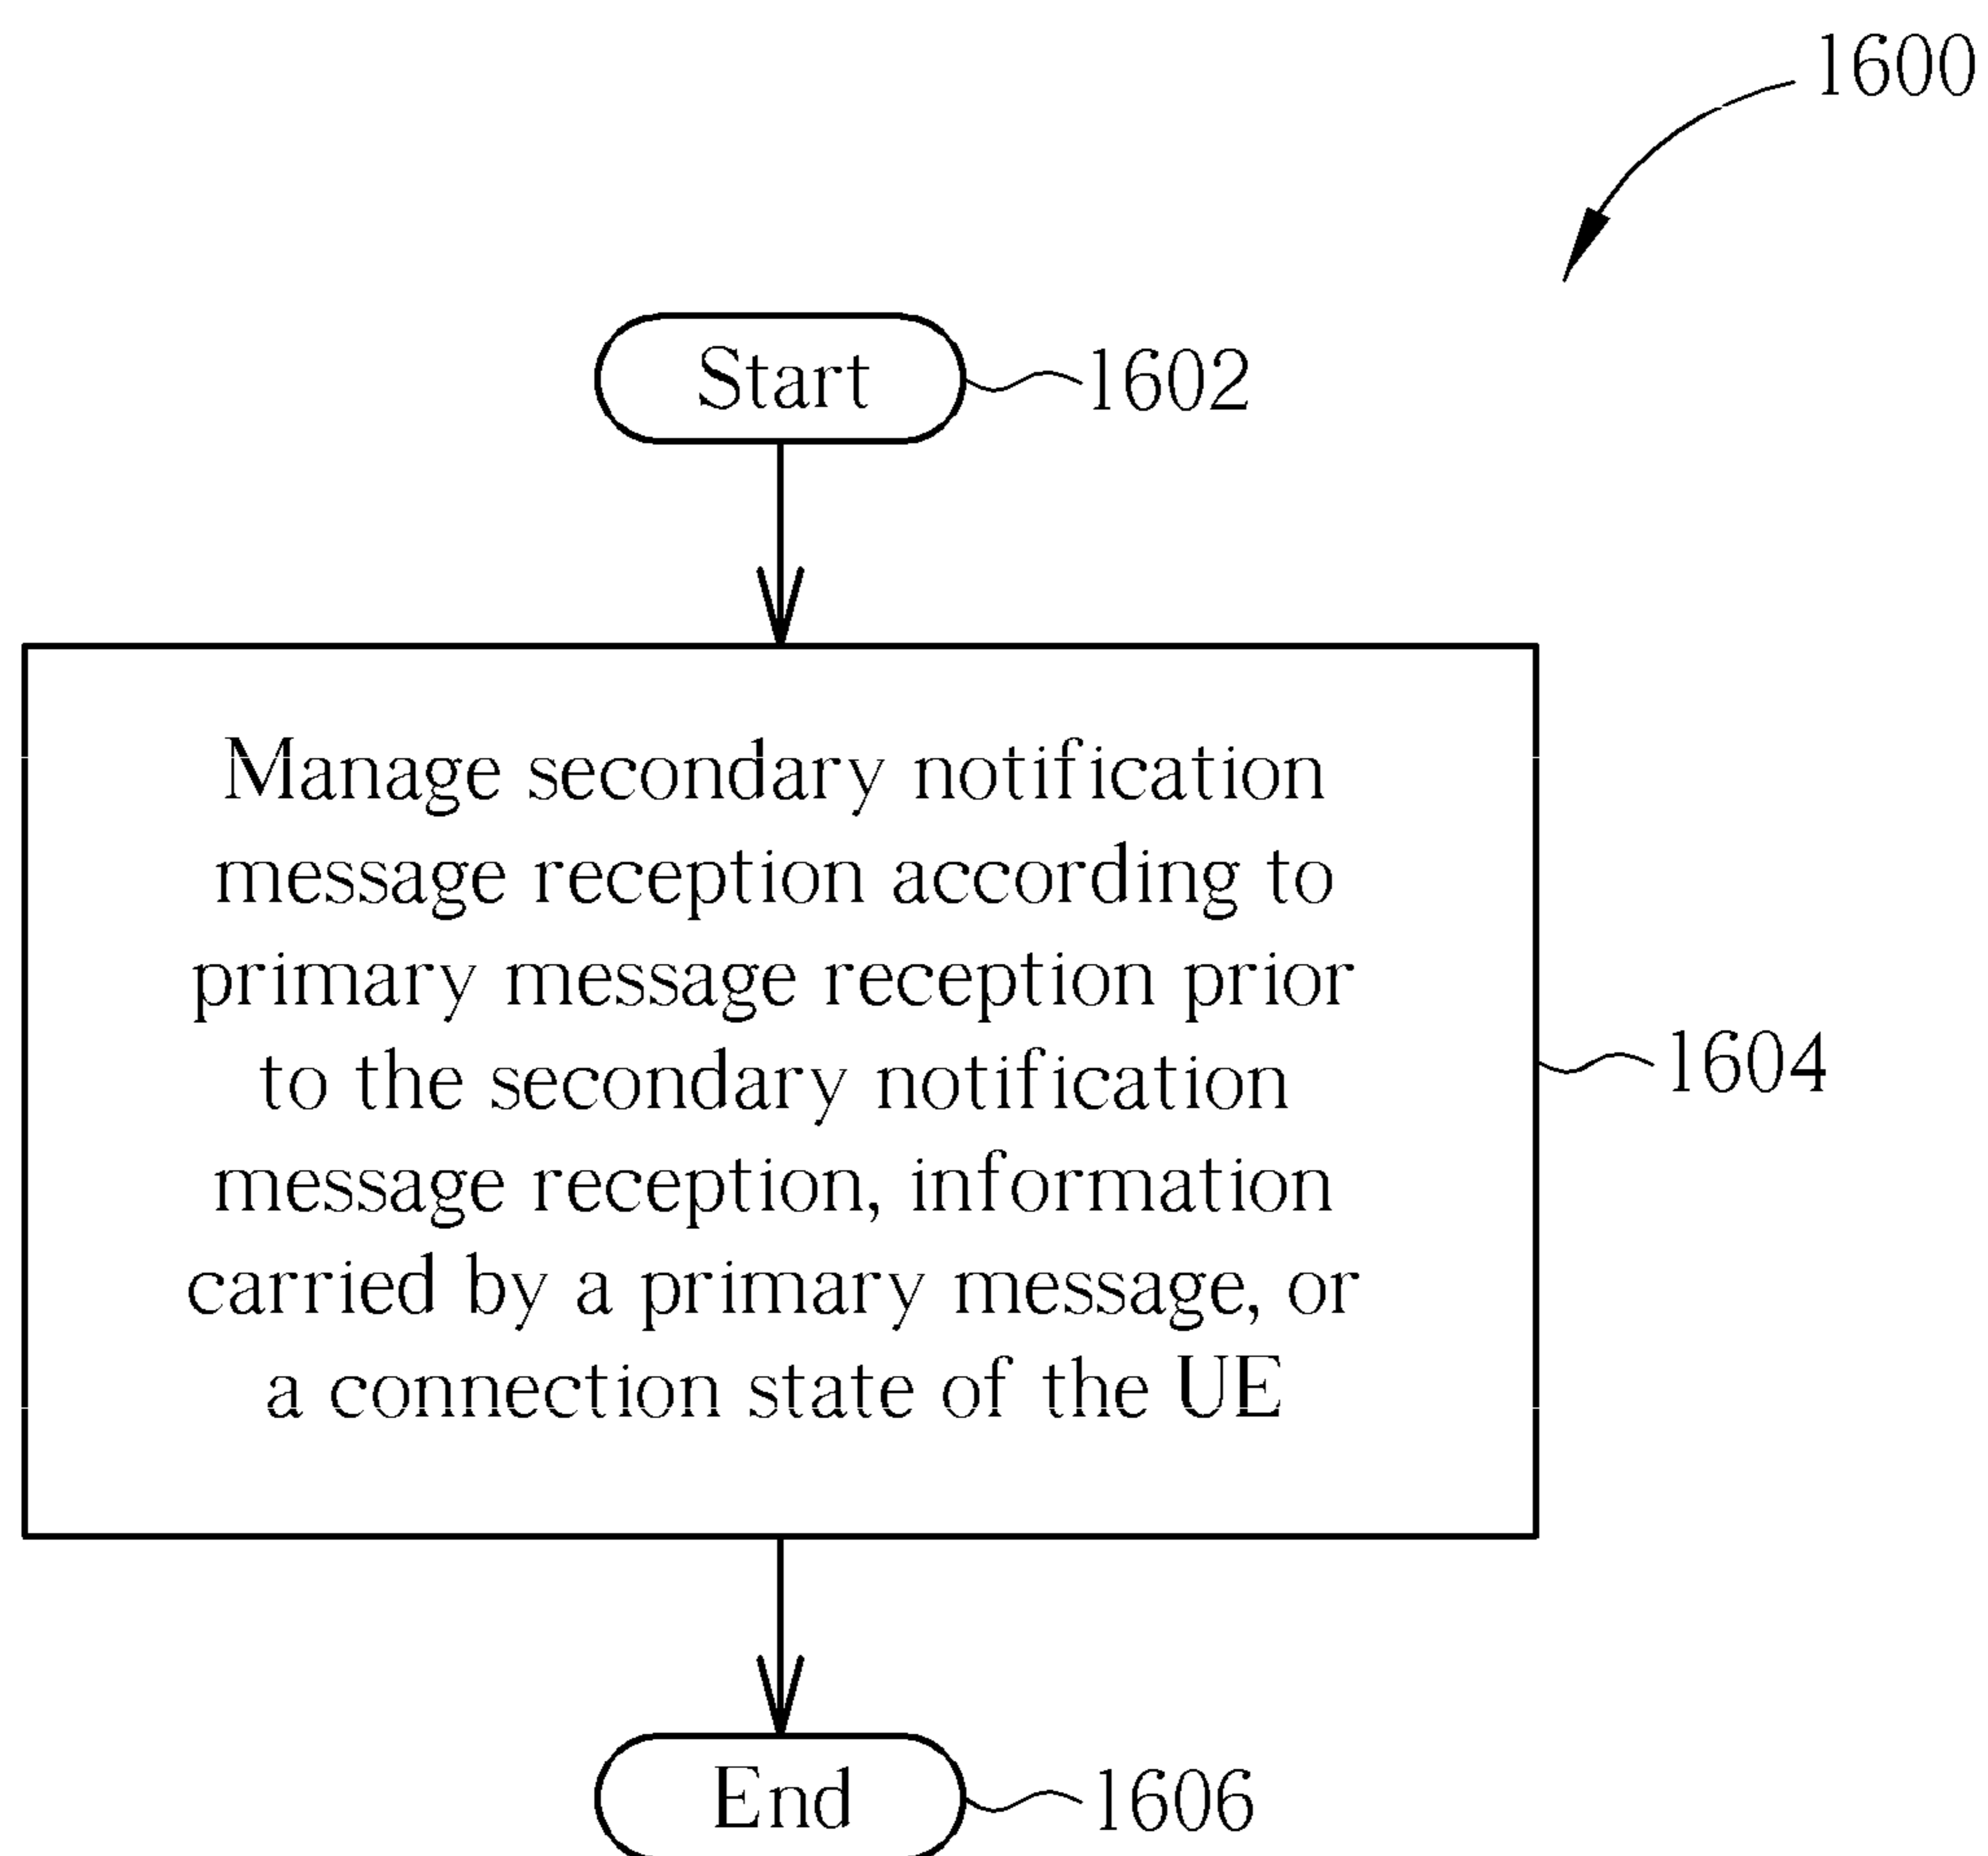 1600
Start
1602
Manage secondary notification
message reception according to
primary message reception prior
to the secondary notification
message reception, information
carried by a primary message, or
a connection state of the UE
1604
End
1606